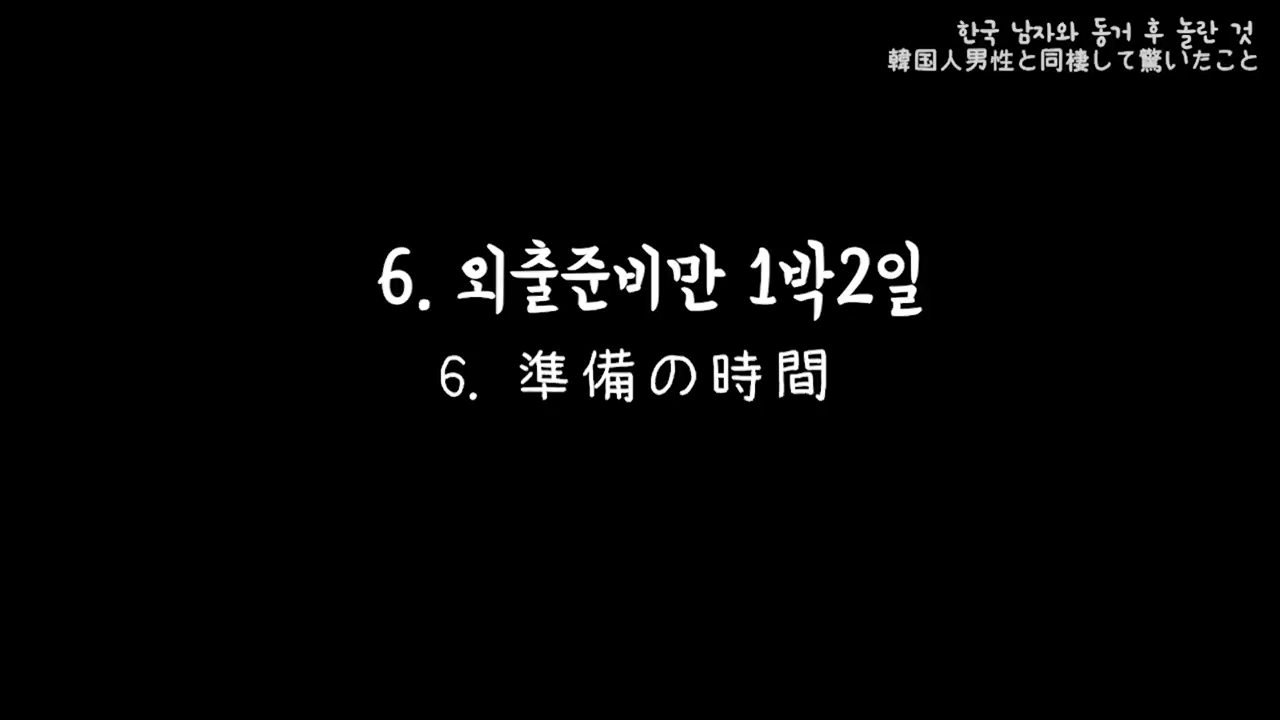 한국 남자와 동거 후 놀란 것
韓国人男性と同棲して驚いたこと
6. 외출준비만 1박2일
6. 準備の時間